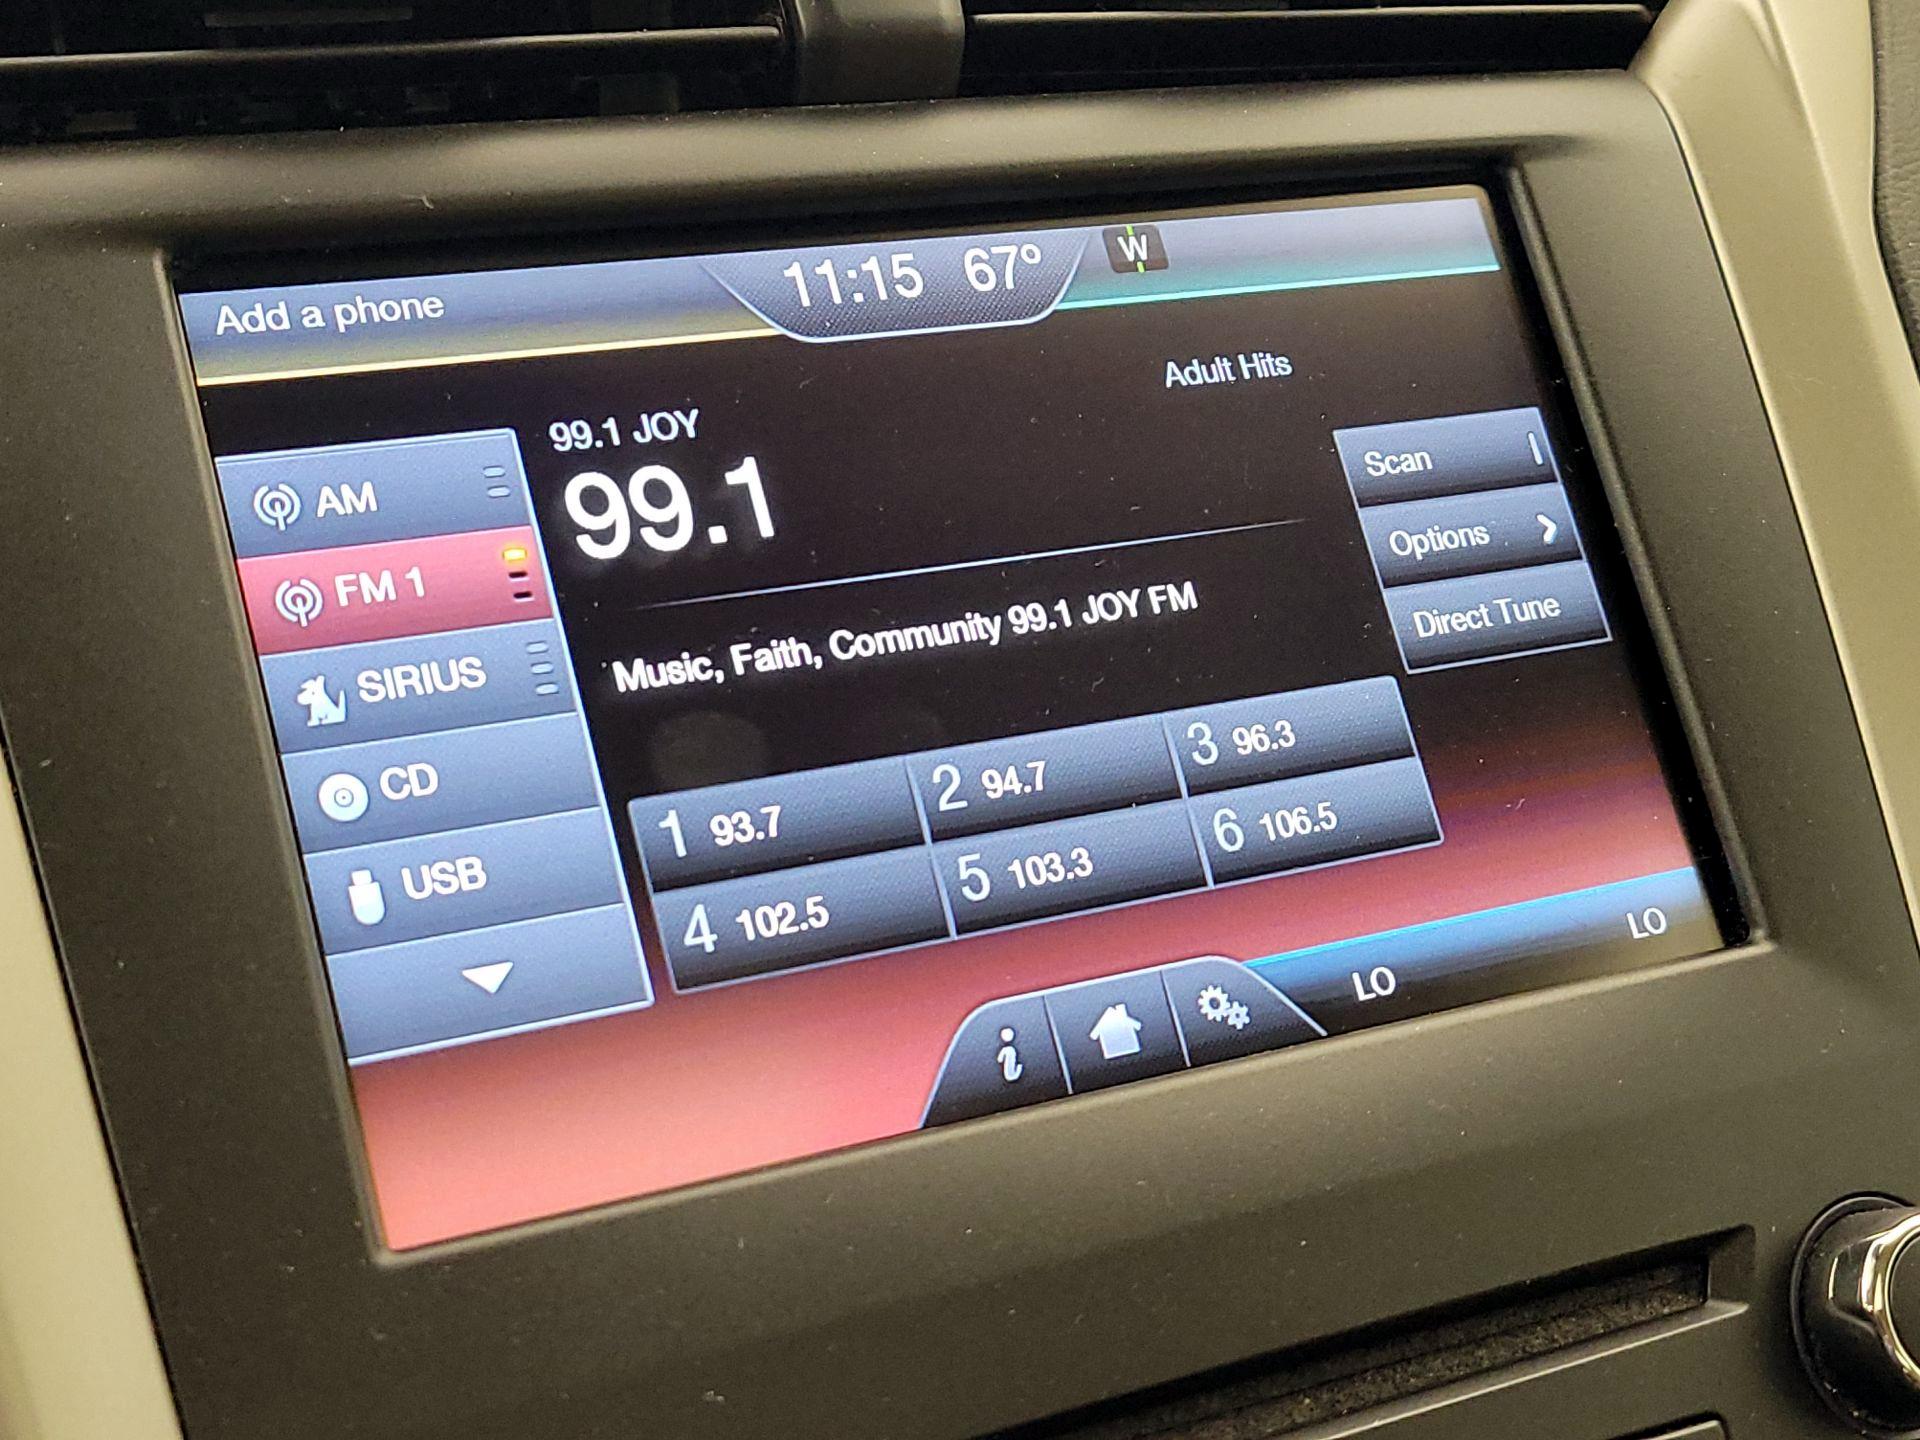 Add a phone
11:15 67°
W
Adult Hits
99.1 JOY
99.1
Music, Faith, Community 99.1 JOY FM
AM
FM 1
SIRIUS
CD
USB
Scan
Options
Direct Tune
1 93.7
2 94.7
3 96.3
4 102.5
5 103.3
6 106.5
i
LO
LO